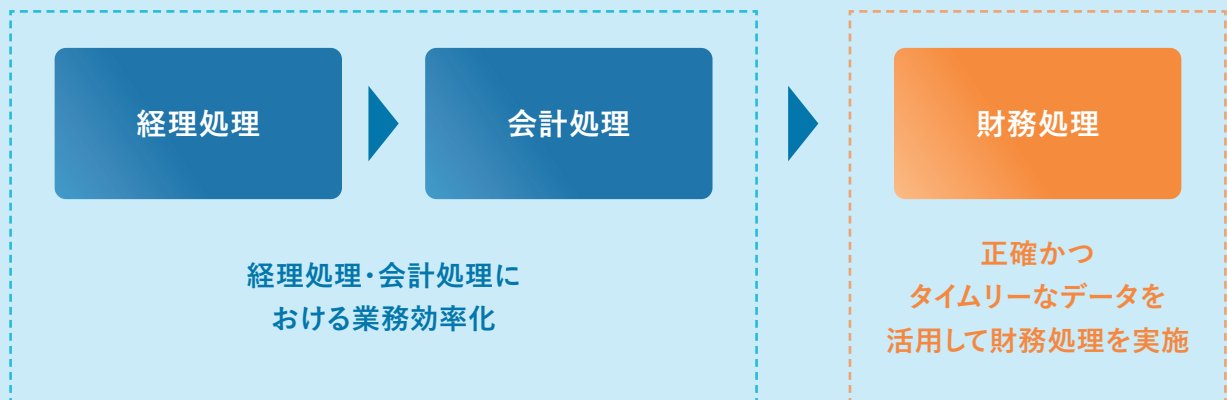 経理処理
会計処理
財務処理
経理処理・会計処理に
おける業務効率化
正確かつ
タイムリーなデータを
活用して財務処理を実施